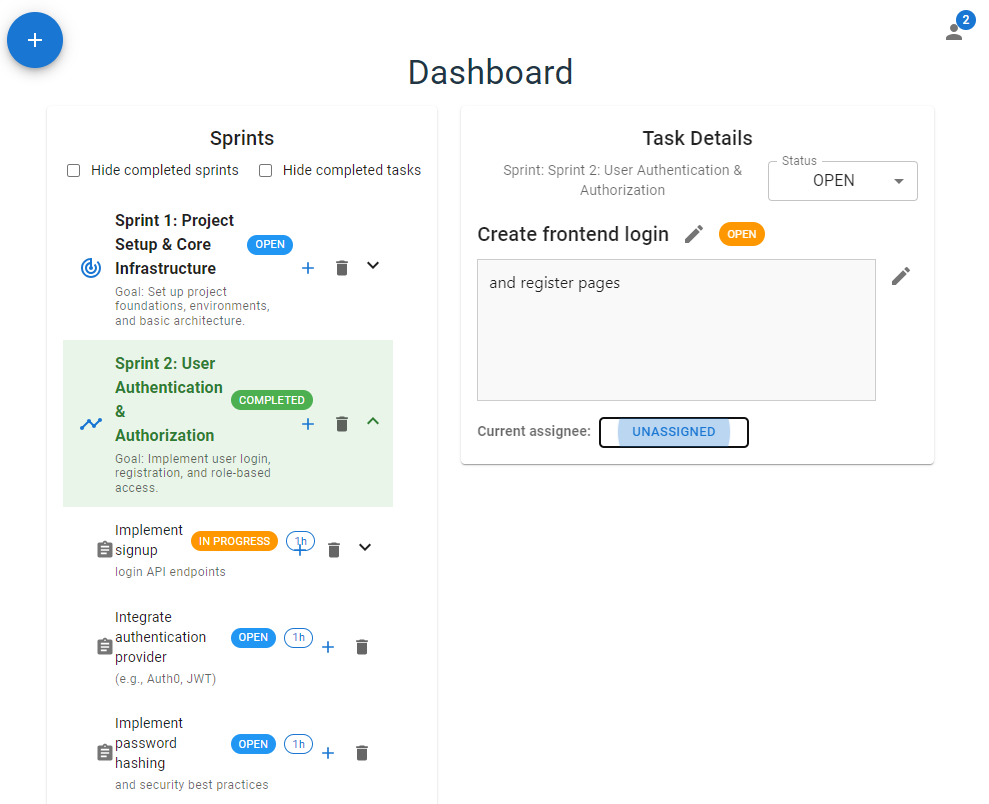 2
Dashboard
Sprints
Hide completed sprints
Hide completed tasks
Sprint 1: Project
Setup & Core
Infrastructure
OPEN
Goal: Set up project
foundations, environments,
and basic architecture.
Sprint 2: User
Authentication
&
Authorization
COMPLETED
Goal: Implement user login,
registration, and role-based
access.
Implement
signup
IN PROGRESS
1h
login API endpoints
Integrate
authentication
provider
OPEN
1h
(e.g., Auth0, JWT)
Implement
password
hashing
OPEN
1h
and security best practices
Task Details
Sprint: Sprint 2: User Authentication &
Authorization
Status
OPEN
Create frontend login
OPEN
and register pages
Current assignee:
UNASSIGNED